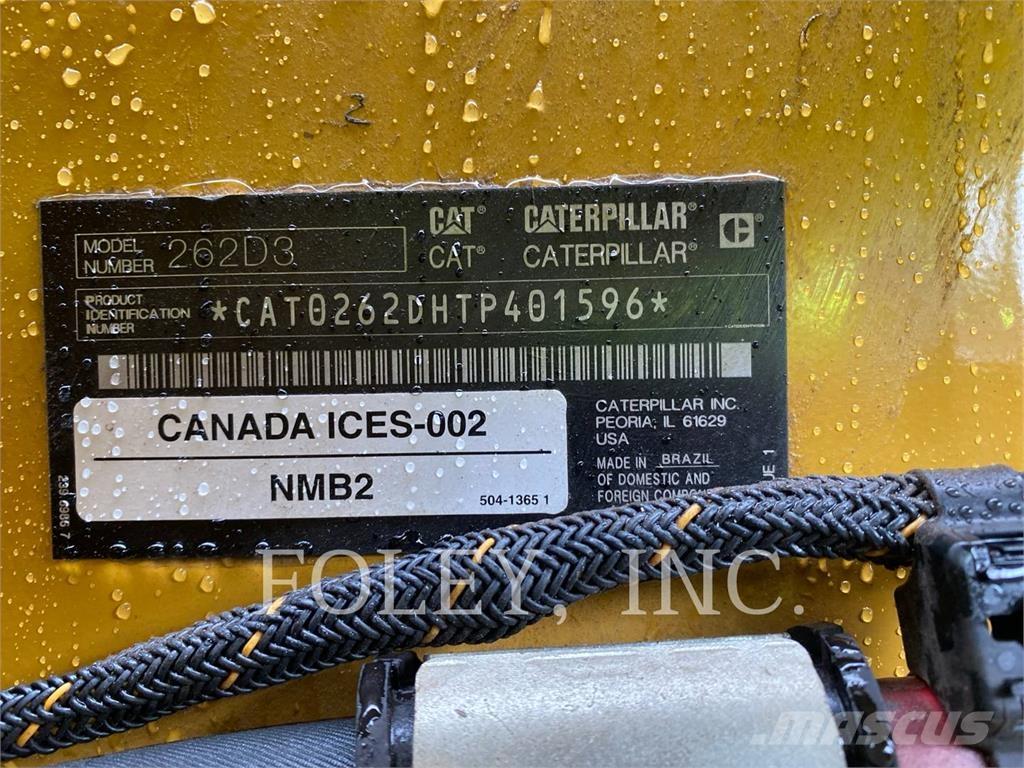 MODEL NUMBER 262D3
CAT® CATERPILLAR® C®
CAT® CATERPILLAR®
PRODUCT IDENTIFICATION NUMBER *CAT0262DHTP401596*
CANADA ICES-002
NMB2
504-1365 1
CATERPILLAR INC.
PEORIA, IL 61629
USA
MADE IN BRAZIL
OF DOMESTIC AND
FOREIGN
FOLEY, INC.
MASCUS